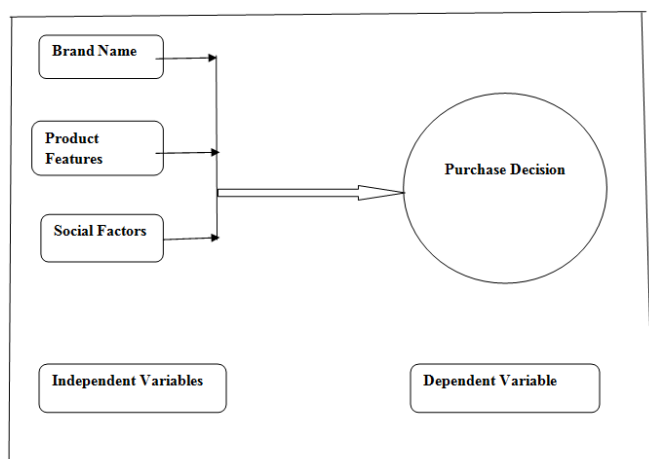 Brand Name
Product
Features
Purchase Decision
Social Factors
Independent Variables
Dependent Variable